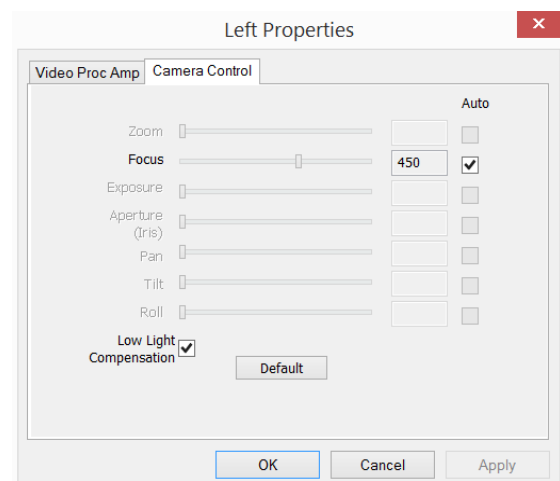 Left Properties
Video Proc Amp
Camera Control
Auto
Zoom
Focus
450
Exposure
Aperture
(Iris)
Pan
Tilt
Roll
Low Light
Compensation
Default
OK
Cancel
Apply